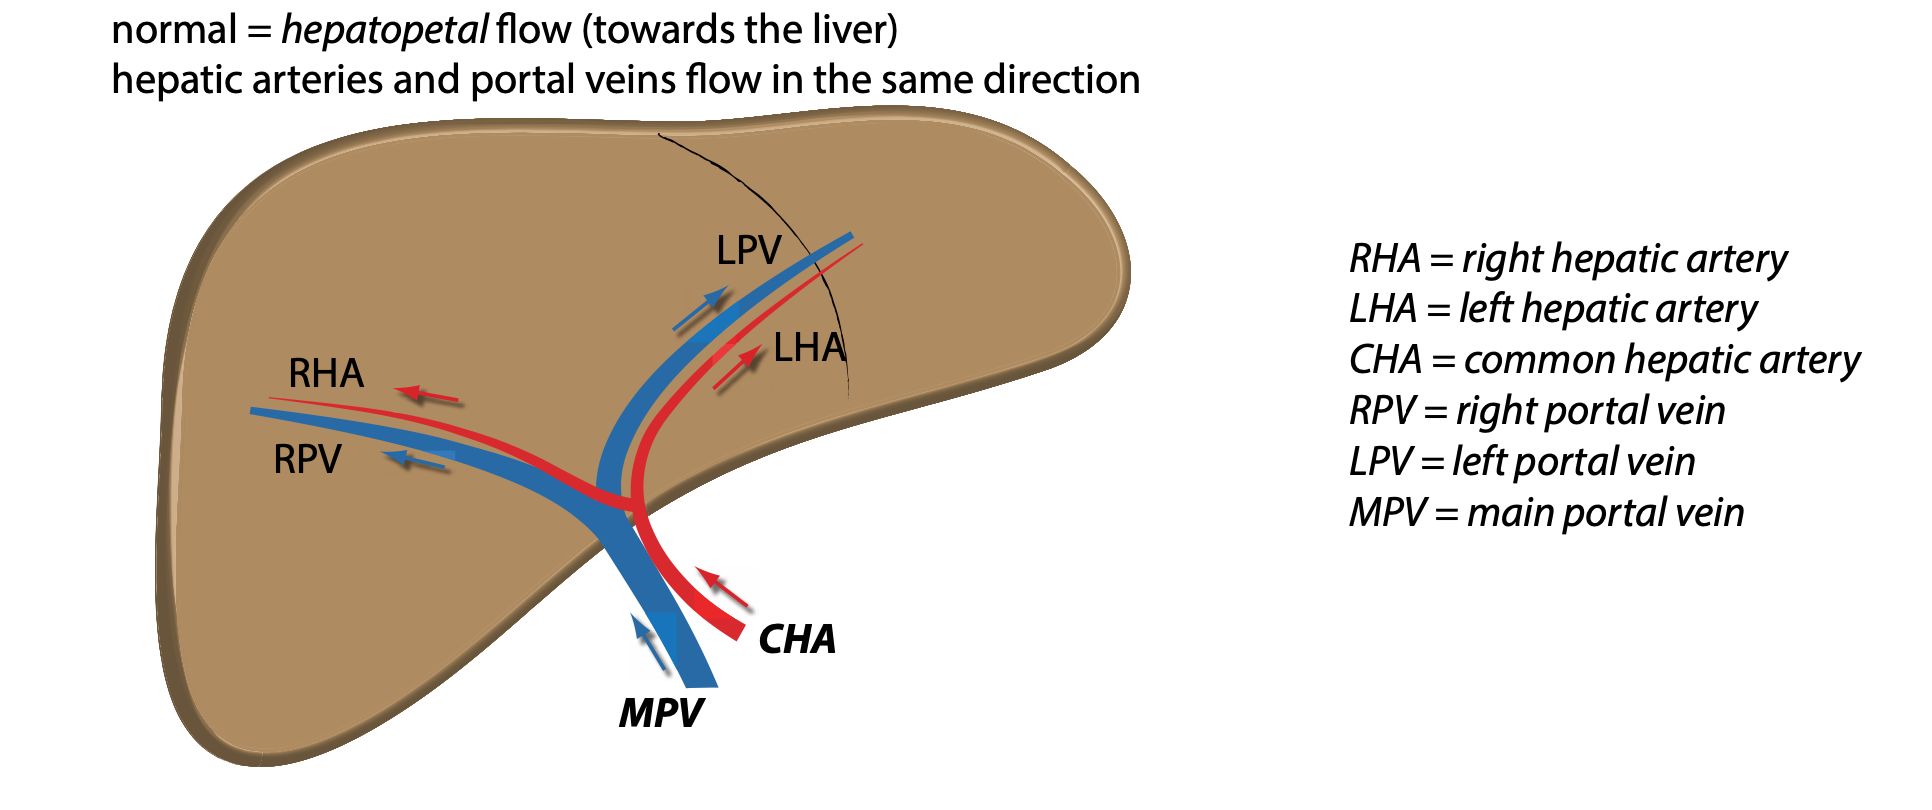 normal = hepatopetal flow (towards the liver)
hepatic arteries and portal veins flow in the same direction
LPV
LHA
RHA
RPV
CHA
MPV
RHA = right hepatic artery
LHA = left hepatic artery
CHA = common hepatic artery
RPV = right portal vein
LPV = left portal vein
MPV = main portal vein